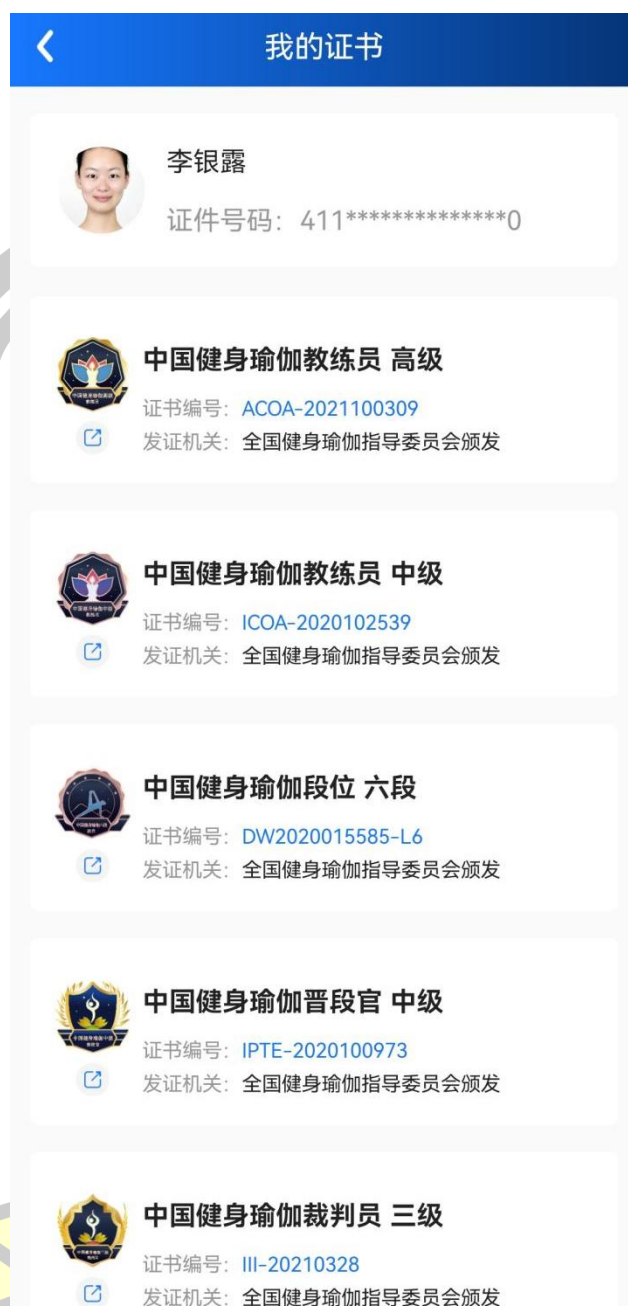 我的证书
李银露
证件号码：411**************0
中国健身瑜伽教练员 高级
证书编号：ACOA-2021100309
发证机关：全国健身瑜伽指导委员会颁发
中国健身瑜伽教练员 中级
证书编号：ICOA-2020102539
发证机关：全国健身瑜伽指导委员会颁发
中国健身瑜伽段位 六段
证书编号：DW2020015585-L6
发证机关：全国健身瑜伽指导委员会颁发
中国健身瑜伽晋段官 中级
证书编号：IPTE-2020100973
发证机关：全国健身瑜伽指导委员会颁发
中国健身瑜伽裁判员 三级
证书编号：III-20210328
发证机关：全国健身瑜伽指导委员会颁发